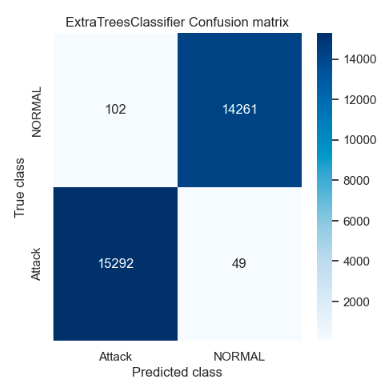 ExtraTreesClassifier Confusion matrix
True class
NORMAL
Attack
102
14261
15292
49
Attack
NORMAL
Predicted class
14000
12000
10000
8000
6000
4000
2000